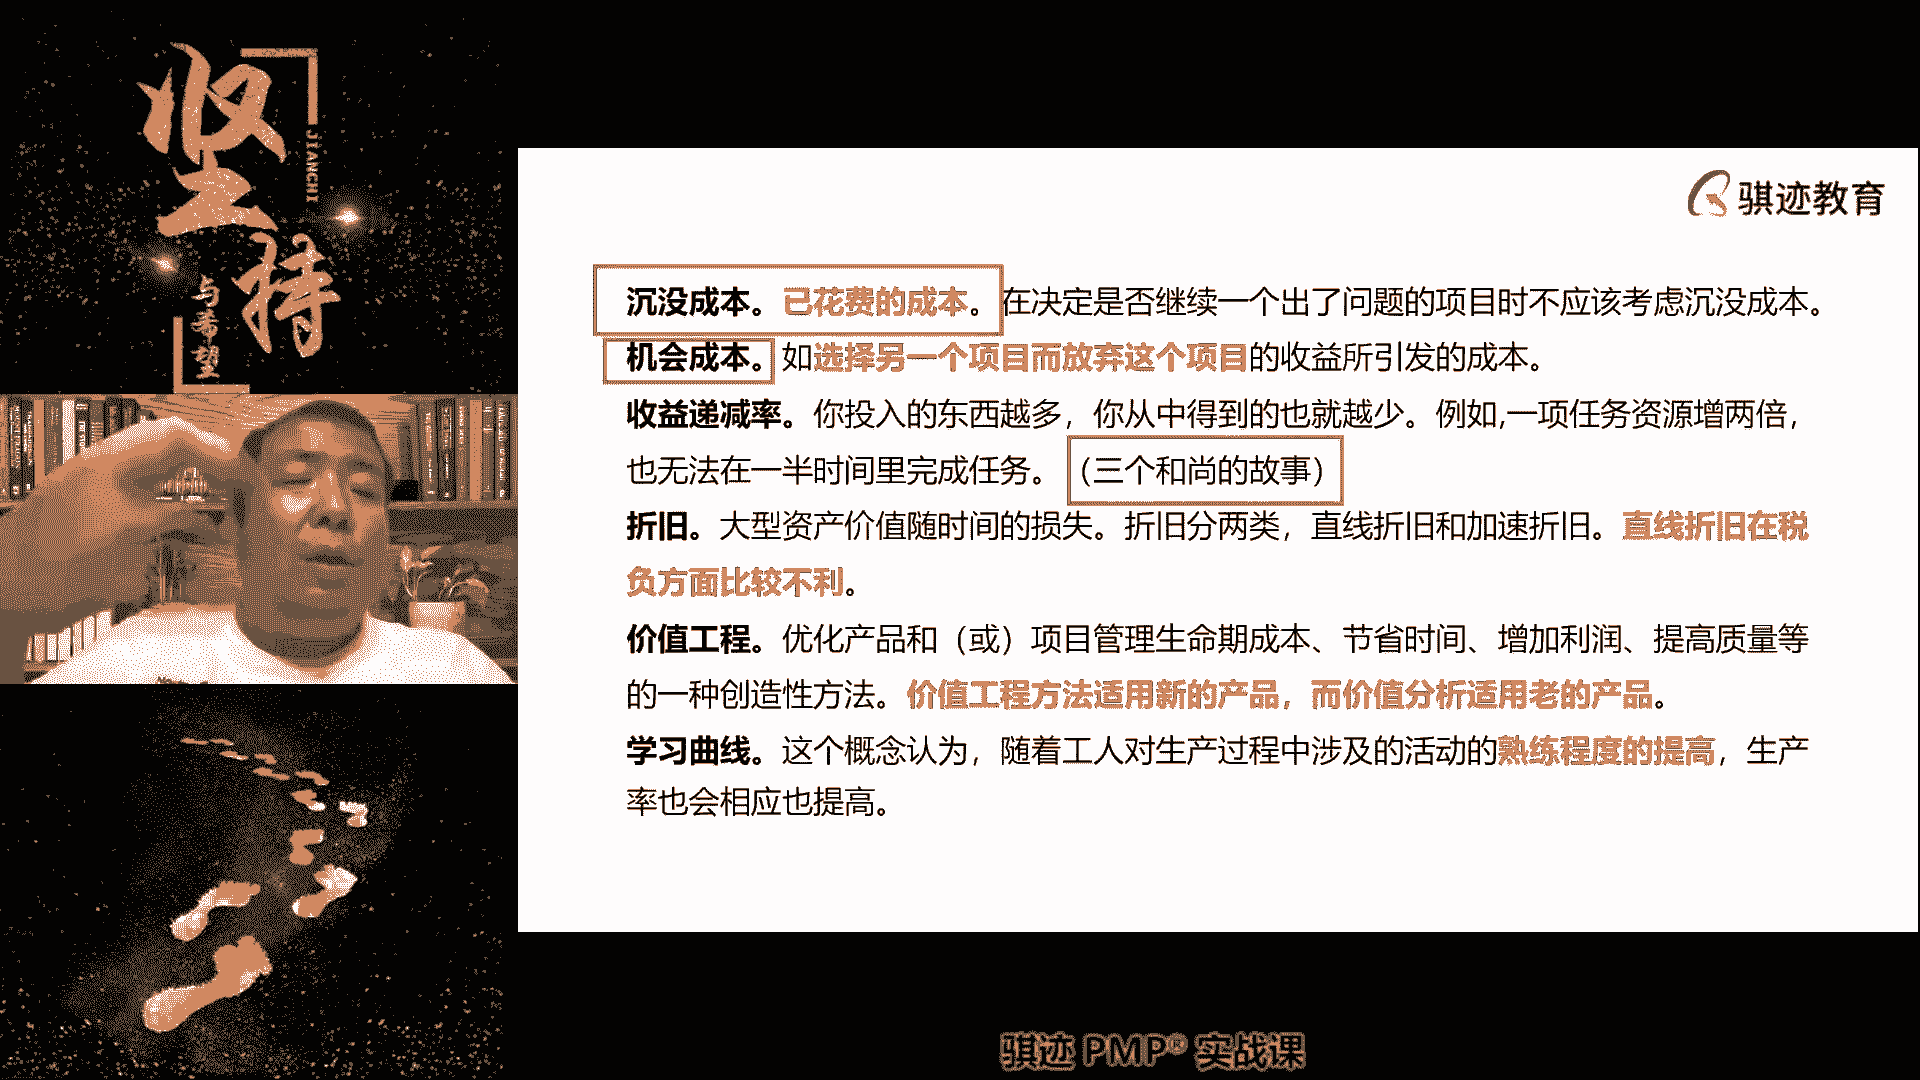 坚持
JIANCHI
与希望
骐迹教育
沉没成本。已花费的成本。在决定是否继续一个出了问题的项目时不应该考虑沉没成本。
机会成本。如选择另一个项目而放弃这个项目的收益所引发的成本。
收益递减率。你投入的东西越多，你从中得到的也就越少。例如,一项任务资源增两倍，
也无法在一半时间里完成任务。（三个和尚的故事）
折旧。大型资产价值随时间的损失。折旧分两类，直线折旧和加速折旧。直线折旧在税
负方面比较不利。
价值工程。优化产品和（或）项目管理生命期成本、节省时间、增加利润、提高质量等
的一种创造性方法。价值工程方法适用新的产品，而价值分析适用老的产品。
学习曲线。这个概念认为，随着工人对生产过程中涉及的活动的熟练程度的提高，生产
率也会相应也提高。
骐迹 PMP® 实战课